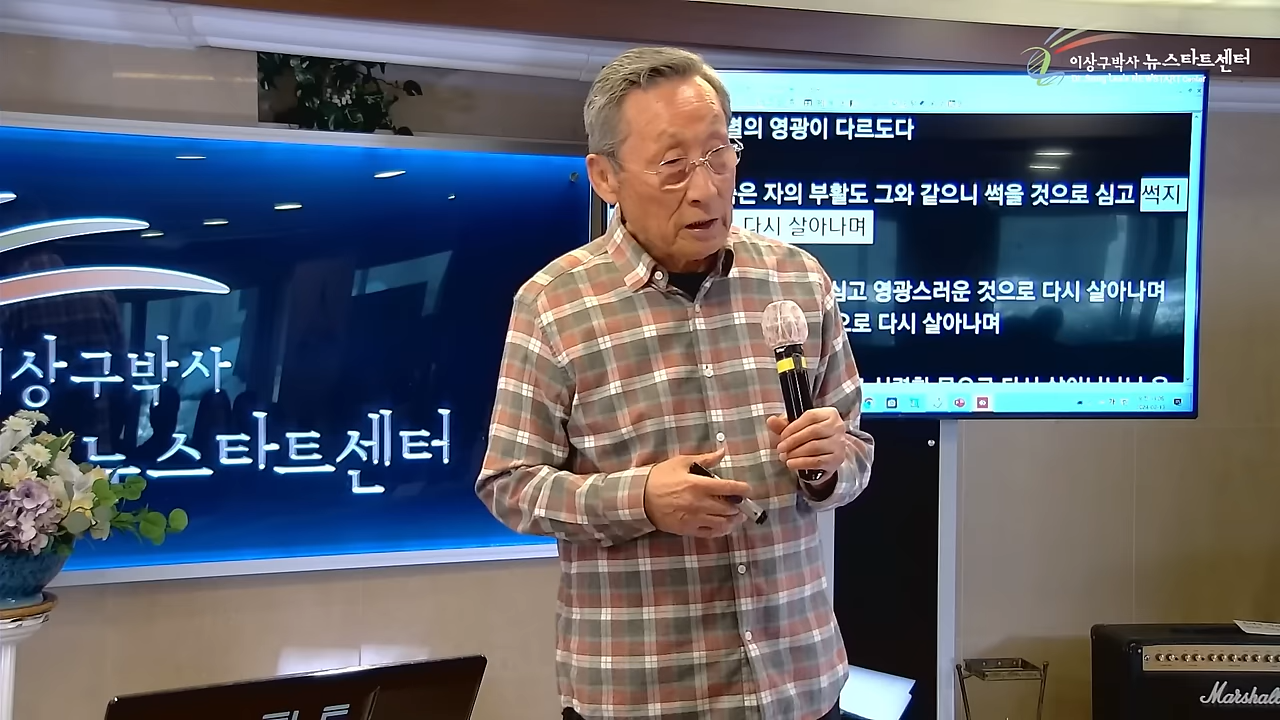 이상구박사 뉴스타트센터
별의 영광이 다르도다
은 자의 부활도 그와 같으니 썩을 것으로 심고 썩지
다시 살아나며
심고 영광스러운 것으로 다시 살아나며
으로 다시 살아나며
이상구박사
뉴스타트센터
Marshall